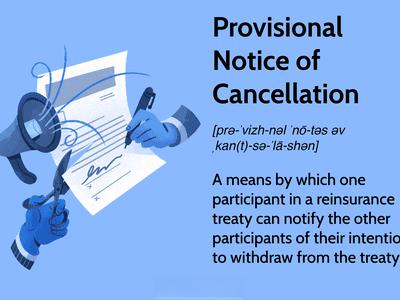 Provisional
Notice of
Cancellation
[prə-ˈvizh-nəl ˈnō-təs əv
ˌkan(t)-sə-ˈlā-shən]
A means by which one
participant in a reinsurance
treaty can notify the other
participants of their intentio
to withdraw from the treaty